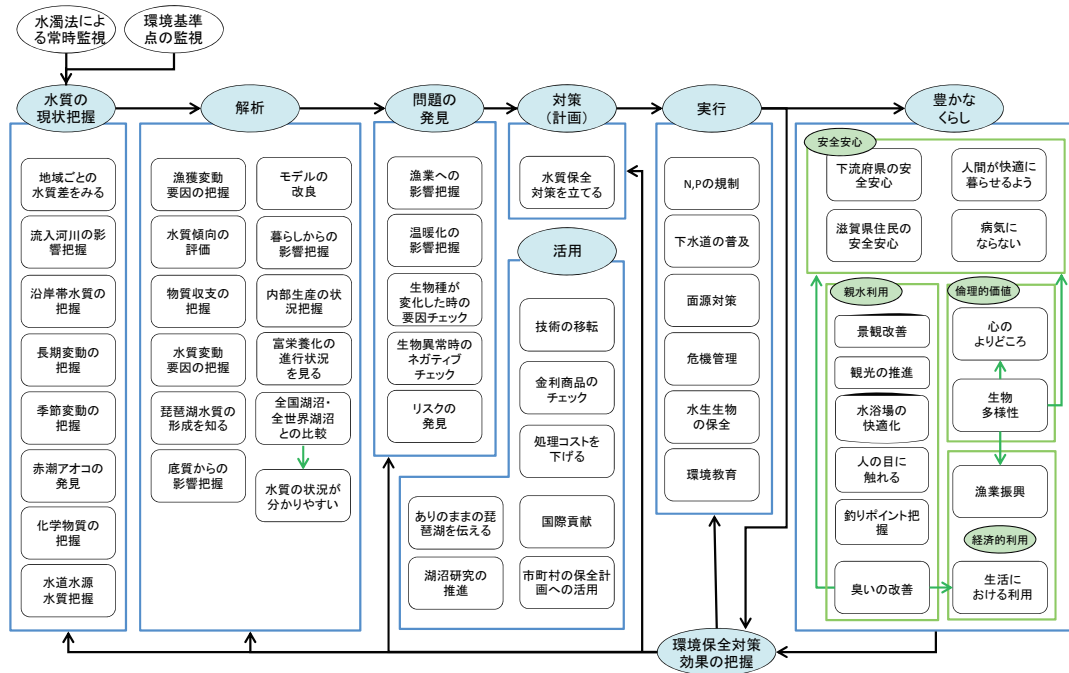 水濁法によ
る常時監視
環境基準
点の監視
水質の
現状把握
解析
問題の
発見
対策
(計画)
実行
豊かな
くらし
地域ごとの
水質差をみる
流入河川の影
響把握
沿岸帯水質の
把握
長期変動の
把握
季節変動の
把握
赤潮アオコの
発見
化学物質の
把握
水道水源
水質把握
漁獲変動
要因の把握
水質傾向の
評価
物質収支の
把握
水質変動
要因の把握
琵琶湖水質の
形成を知る
底質からの
影響把握
モデルの
改良
暮らしからの
影響把握
内部生産の状
況把握
富栄養化の
進行状況
を見る
全国湖沼・
全世界湖沼
との比較
水質の状況が
分かりやすい
漁業への
影響把握
温暖化の
影響把握
生物種が
変化した時の
要因チェック
生物異常時の
ネガティブ
チェック
リスクの
発見
水質保全
対策を立てる
活用
技術の移転
金利商品の
チェック
処理コストを
下げる
ありのままの琵
琶湖を伝える
国際貢献
湖沼研究の
推進
市町村の保全計
画への活用
N,Pの規制
下水道の普及
面源対策
危機管理
水生生物
の保全
環境教育
安全安心
下流府県の安
全安心
人間が快適に
暮らせるよう
滋賀県住民の
安全安心
病気に
ならない
親水利用
景観改善
観光の推進
水浴場の
快適化
人の目に
触れる
釣りポイント把
握
臭いの改善
倫理的価値
心の
よりどころ
生物
多様性
漁業振興
経済的利用
生活に
おける利用
環境保全対策
効果の把握